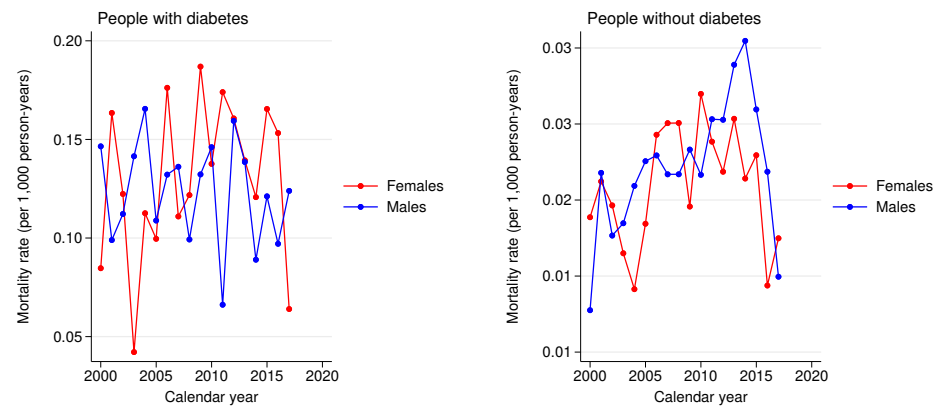 People with diabetes
Mortality rate (per 1,000 person-years)
0.20
0.15
0.10
0.05
2000 2005 2010 2015 2020
Calendar year
Females
Males
People without diabetes
Mortality rate (per 1,000 person-years)
0.03
0.03
0.02
0.01
0.01
2000 2005 2010 2015 2020
Calendar year
Females
Males